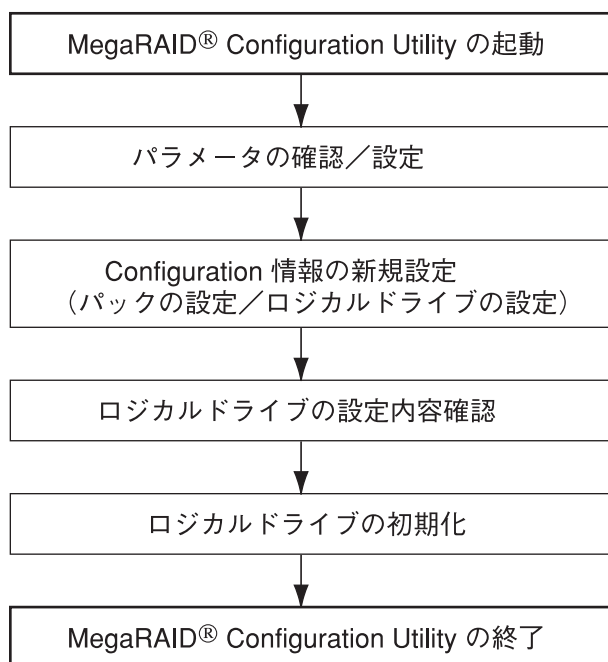 MegaRAID® Configuration Utility の起動
パラメータの確認／設定
Configuration 情報の新規設定
（パックの設定／ロジカルドライブの設定）
ロジカルドライブの設定内容確認
ロジカルドライブの初期化
MegaRAID® Configuration Utility の終了